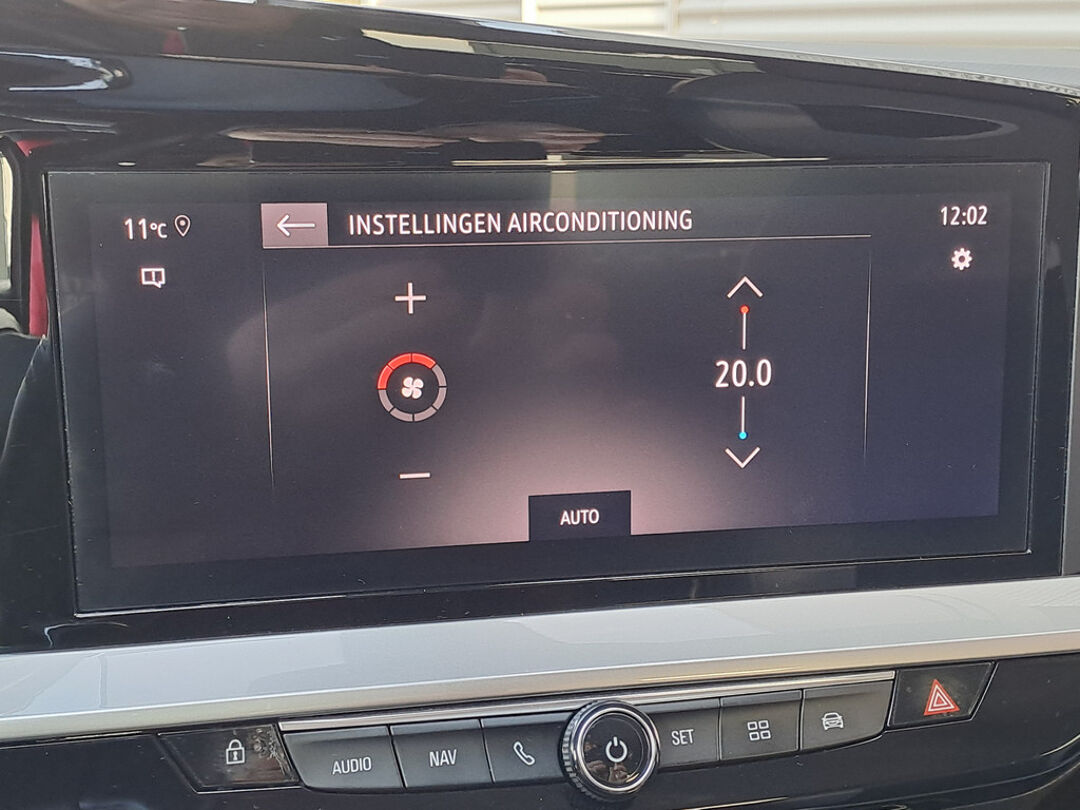 11°C
INSTELLINGEN AIRCONDITIONING
12:02
20.0
AUTO
AUDIO
NAV
SET